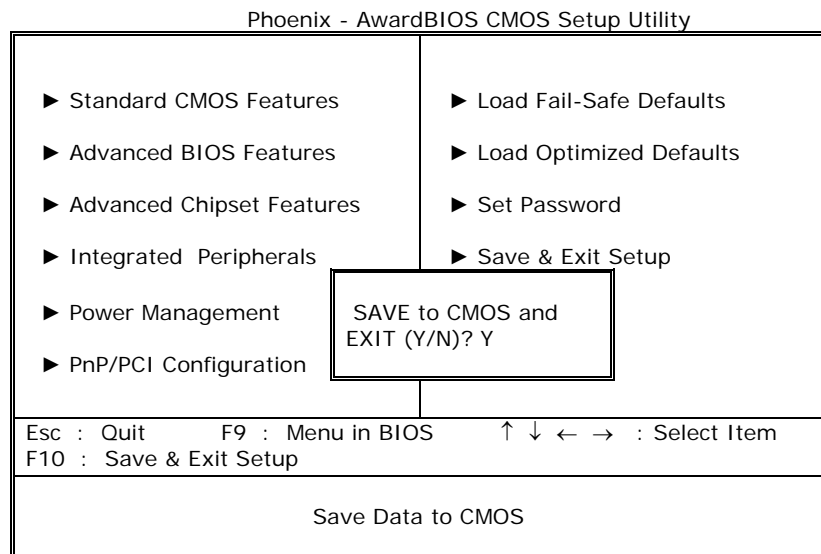 Phoenix - AwardBIOS CMOS Setup Utility
► Standard CMOS Features
► Advanced BIOS Features
► Advanced Chipset Features
► Integrated Peripherals
► Power Management
► PnP/PCI Configuration
► Load Fail-Safe Defaults
► Load Optimized Defaults
► Set Password
► Save & Exit Setup
SAVE to CMOS and
EXIT (Y/N)? Y
Esc : Quit F9 : Menu in BIOS ↑ ↓ ← → : Select Item
F10 : Save & Exit Setup
Save Data to CMOS